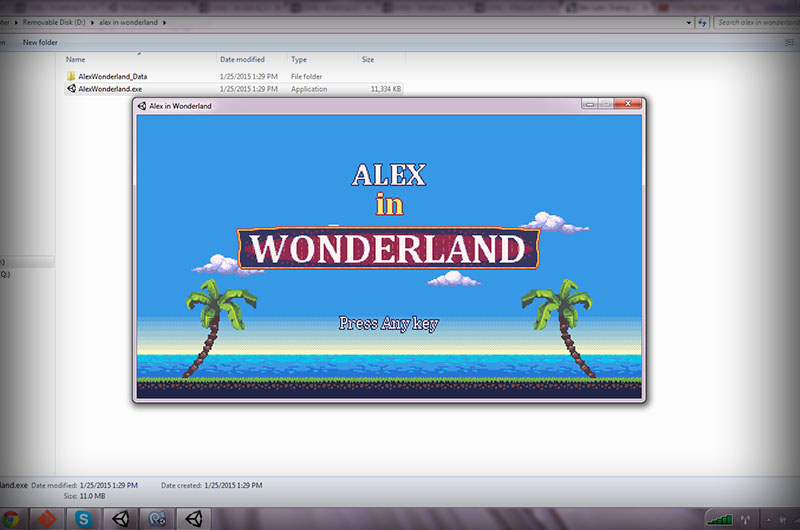 ▸ Removable Disk (D:) ▸ alex in wonderland ▸
Search alex in wonderland
New folder
Name Date modified Type Size
AlexWonderland_Data 1/25/2015 1:29 PM File folder
AlexWonderland.exe 1/25/2015 1:29 PM Application 11,334 KB
Alex in Wonderland
ALEX
in
WONDERLAND
Press Any key
Date modified: 1/25/2015 1:29 PM Date created: 1/25/2015 1:29 PM
Size: 11.0 MB